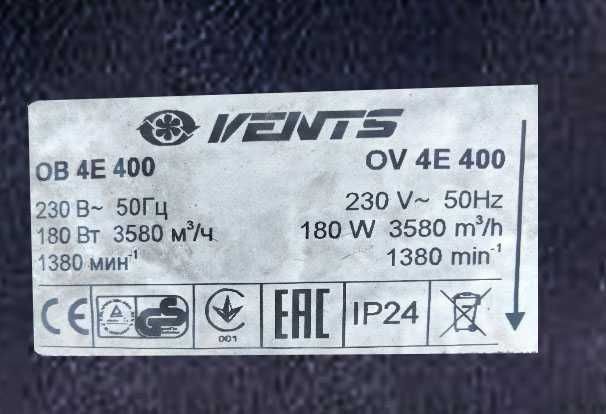 VENTS
ОВ 4Е 400 OV 4E 400
230 В~ 50Гц 230 V~ 50Hz
180 Вт 3580 м³/ч 180 W 3580 m³/h
1380 мин⁻¹ 1380 min⁻¹
CE GS 001 EAC IP24